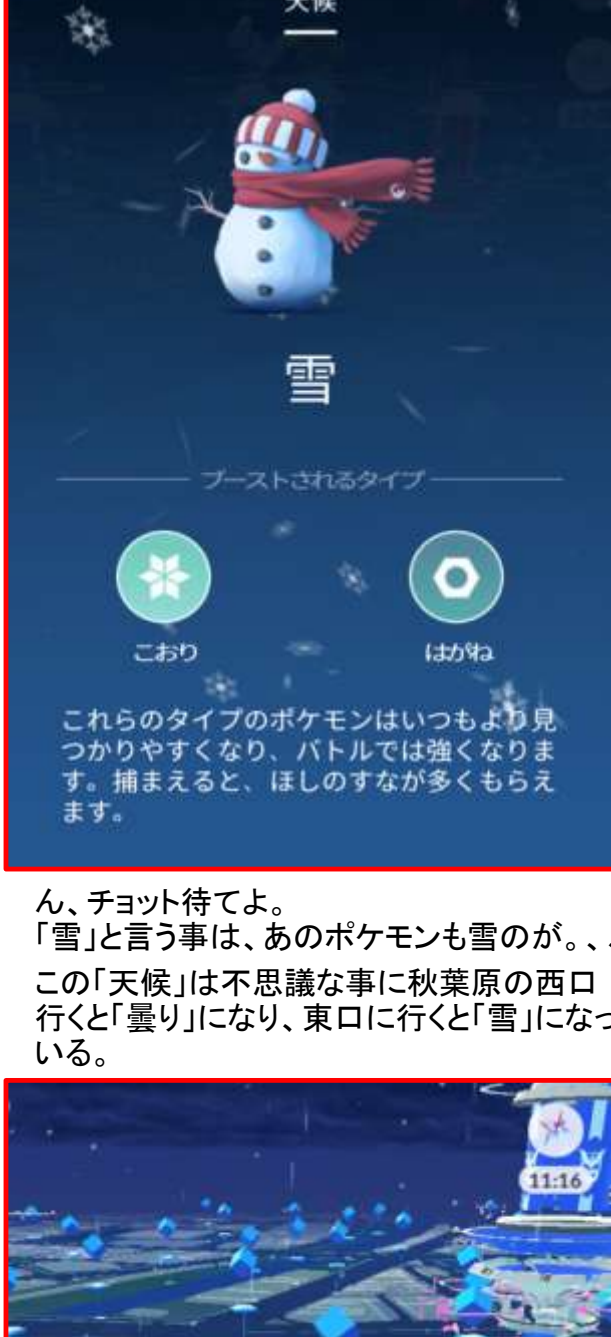 天候
雪
ブーストされるタイプ
こおり
はがね
これらのタイプのポケモンはいつもより見
つかりやすくなり、バトルでは強くなりま
す。捕まえると、ほしのすなが多くもらえ
ます。
ん、チョット待てよ。
「雪」と言う事は、あのポケモンも雪のが。、
この「天候」は不思議な事に秋葉原の西口
行くと「曇り」になり、東口に行くと「雪」になっ
いる。
11:16